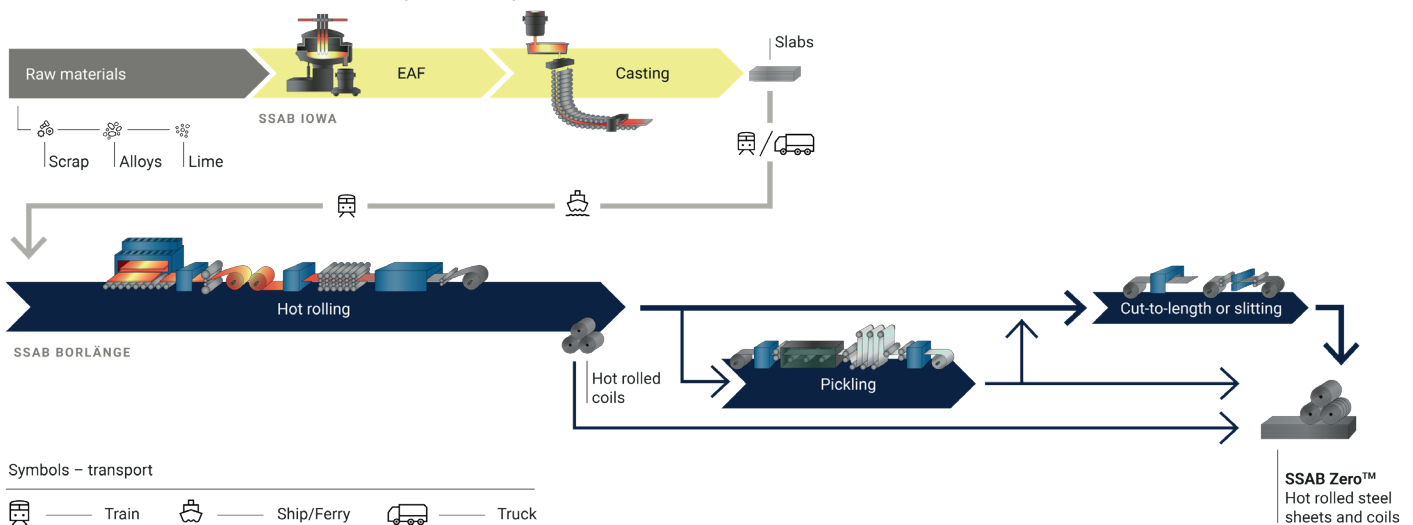 Slabs
Raw materials
EAF
Casting
SSAB IOWA
Scrap
Alloys
Lime
Hot rolling
Cut-to-length or slitting
SSAB BORLÄNGE
Hot rolled
coils
Pickling
Symbols – transport
Train
Ship/Ferry
Truck
SSAB Zero™
Hot rolled steel
sheets and coils